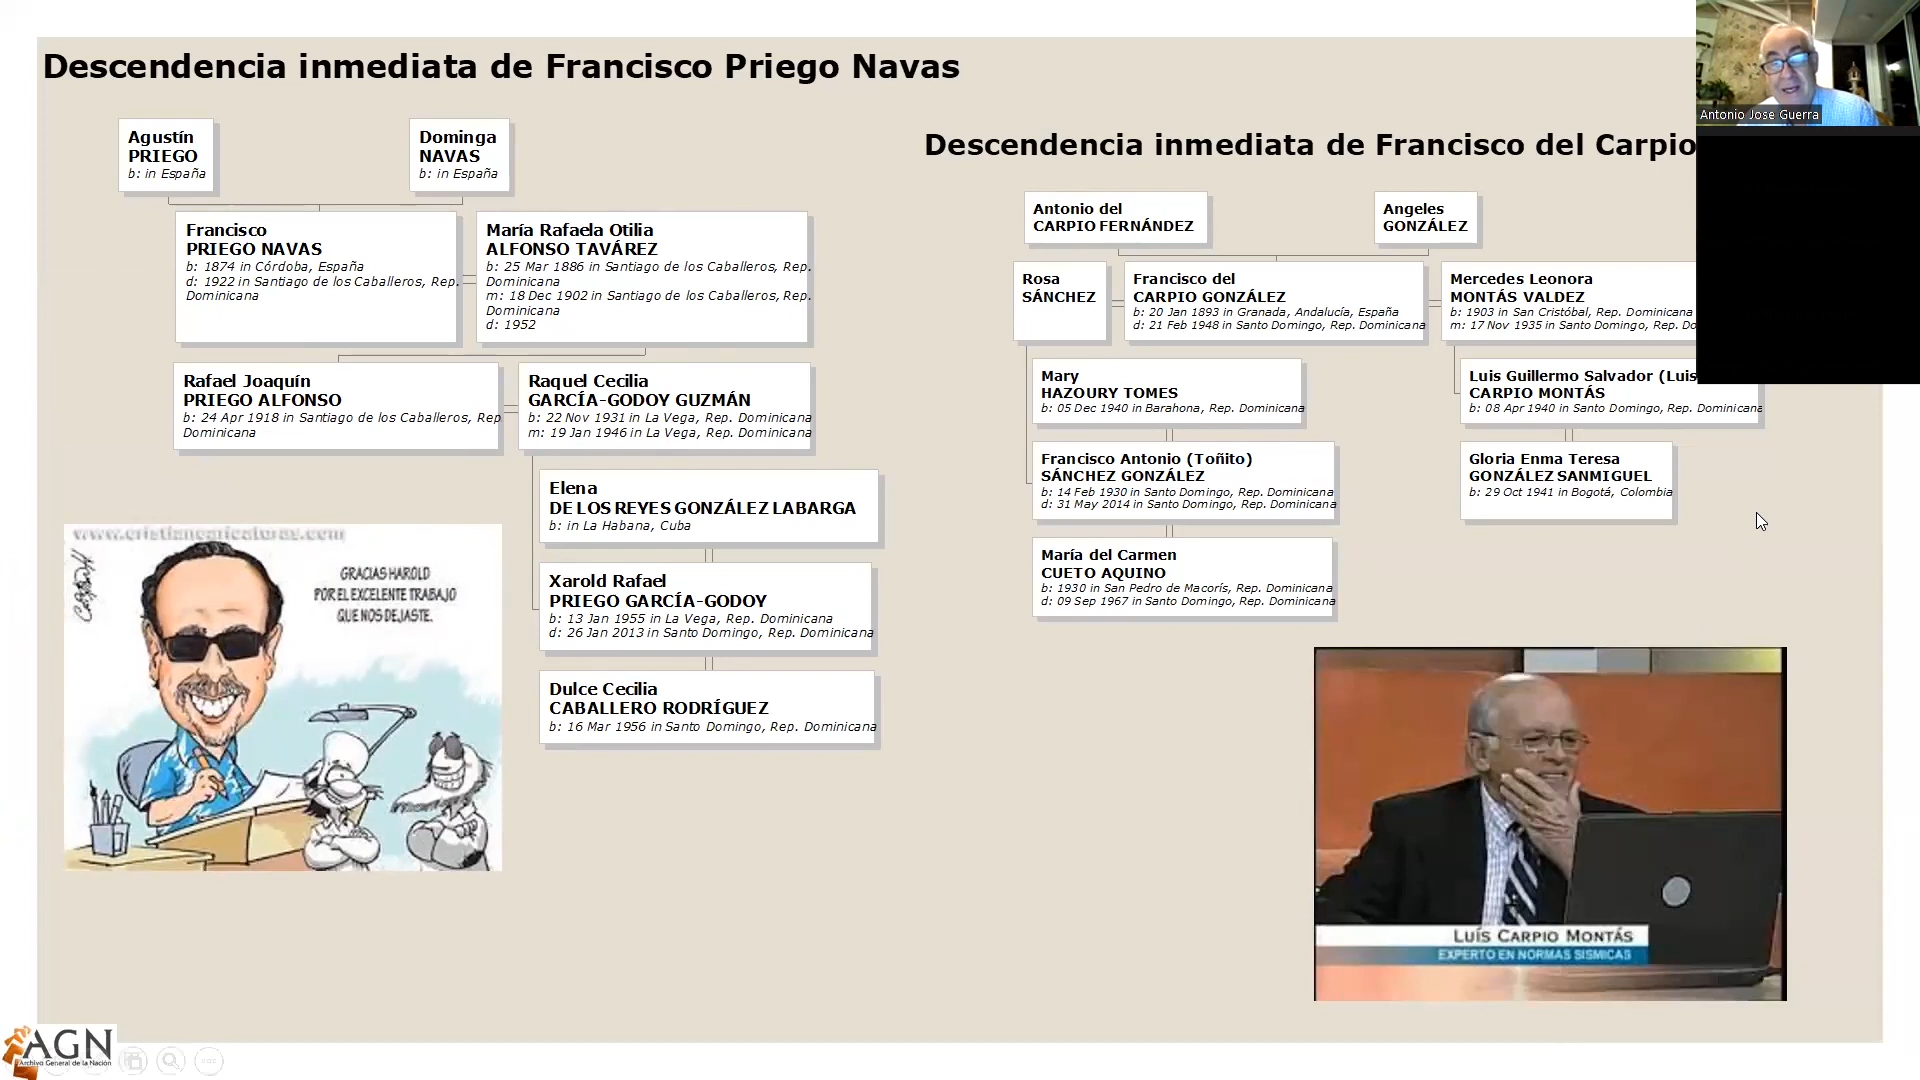 Descendencia inmediata de Francisco Priego Navas
Agustín
PRIEGO
b: in España
Dominga
NAVAS
b: in España
Francisco
PRIEGO NAVAS
b: 1874 in Córdoba, España
d: 1922 in Santiago de los Caballeros, Rep.
Dominicana
María Rafaela Otilia
ALFONSO TAVÁREZ
b: 25 Mar 1886 in Santiago de los Caballeros, Rep.
Dominicana
m: 18 Dec 1902 in Santiago de los Caballeros, Rep.
Dominicana
d: 1952
Rafael Joaquín
PRIEGO ALFONSO
b: 24 Apr 1918 in Santiago de los Caballeros, Rep
Dominicana
Raquel Cecilia
GARCÍA-GODOY GUZMÁN
b: 22 Nov 1931 in La Vega, Rep. Dominicana
m: 19 Jan 1946 in La Vega, Rep. Dominicana
Elena
DE LOS REYES GONZÁLEZ LABARGA
b: in La Habana, Cuba
Xarold Rafael
PRIEGO GARCÍA-GODOY
b: 13 Jan 1955 in La Vega, Rep. Dominicana
d: 26 Jan 2013 in Santo Domingo, Rep. Dominicana
Dulce Cecilia
CABALLERO RODRÍGUEZ
b: 16 Mar 1956 in Santo Domingo, Rep. Dominicana
www.cristiancaricaturas.com
GRACIAS HAROLD
POR EL EXCELENTE TRABAJO
QUE NOS DEJASTE.
Descendencia inmediata de Francisco del Carpio
Antonio del
CARPIO FERNÁNDEZ
Angeles
GONZÁLEZ
Rosa
SÁNCHEZ
Francisco del
CARPIO GONZÁLEZ
b: 20 Jan 1893 in Granada, Andalucía, España
d: 21 Feb 1948 in Santo Domingo, Rep. Dominicana
Mercedes Leonora
MONTÁS VALDEZ
b: 1903 in San Cristóbal, Rep. Dominicana
m: 17 Nov 1935 in Santo Domingo, Rep. Do
Mary
HAZOURY TOMES
b: 05 Dec 1940 in Barahona, Rep. Dominicana
Francisco Antonio (Toñito)
SÁNCHEZ GONZÁLEZ
b: 14 Feb 1930 in Santo Domingo, Rep. Dominicana
d: 31 May 2014 in Santo Domingo, Rep. Dominicana
María del Carmen
CUETO AQUINO
b: 1930 in San Pedro de Macorís, Rep. Dominicana
d: 09 Sep 1967 in Santo Domingo, Rep. Dominicana
Luis Guillermo Salvador (Luis
CARPIO MONTÁS
b: 08 Apr 1940 in Santo Domingo, Rep. Dominicana
Gloria Enma Teresa
GONZÁLEZ SANMIGUEL
b: 29 Oct 1941 in Bogotá, Colombia
LUÍS CARPIO MONTÁS
EXPERTO EN NORMAS SISMICAS
Antonio Jose Guerra
AGN
Archivo General de la Nación